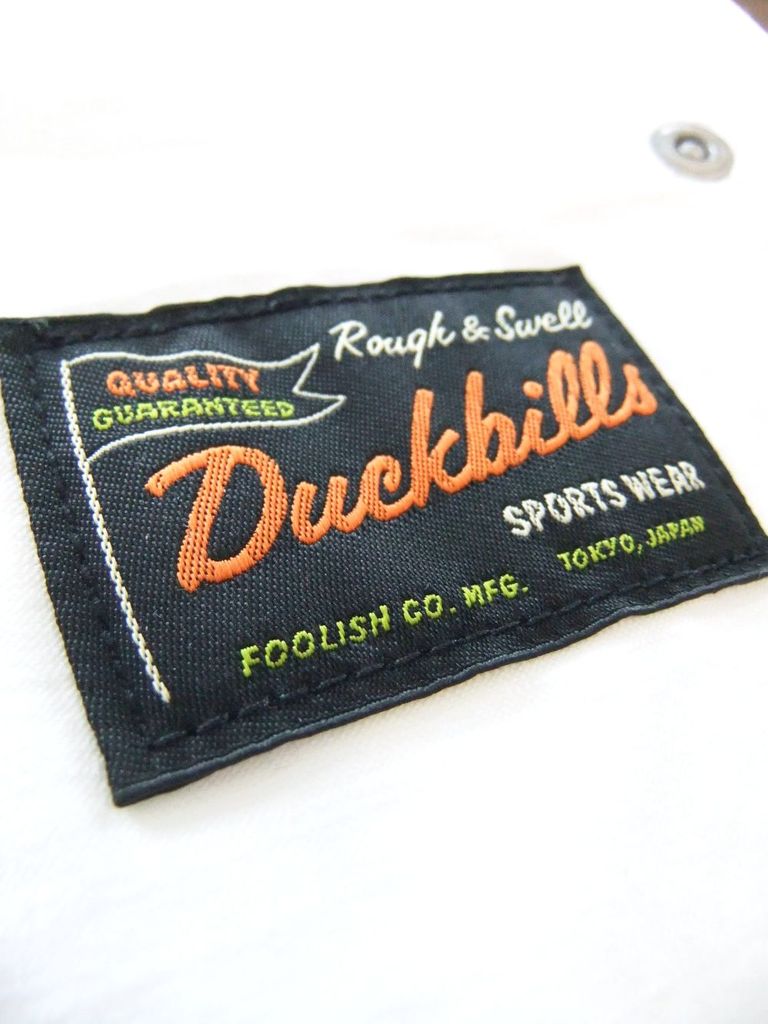 Rough & Swell
QUALITY
GUARANTEED
Duckbills
SPORTS WEAR
FOOLISH CO. MFG. TOKYO, JAPAN